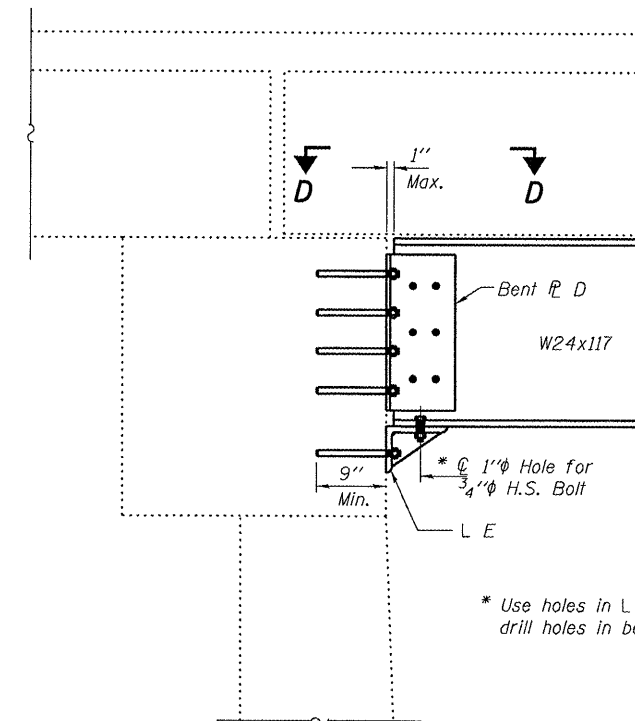 1"
Max.
D
D
Bent ⅊ D
W24x117
* ℄ 1"φ Hole for
3/4"φ H.S. Bolt
9"
Min.
L E
* Use holes in L
drill holes in be